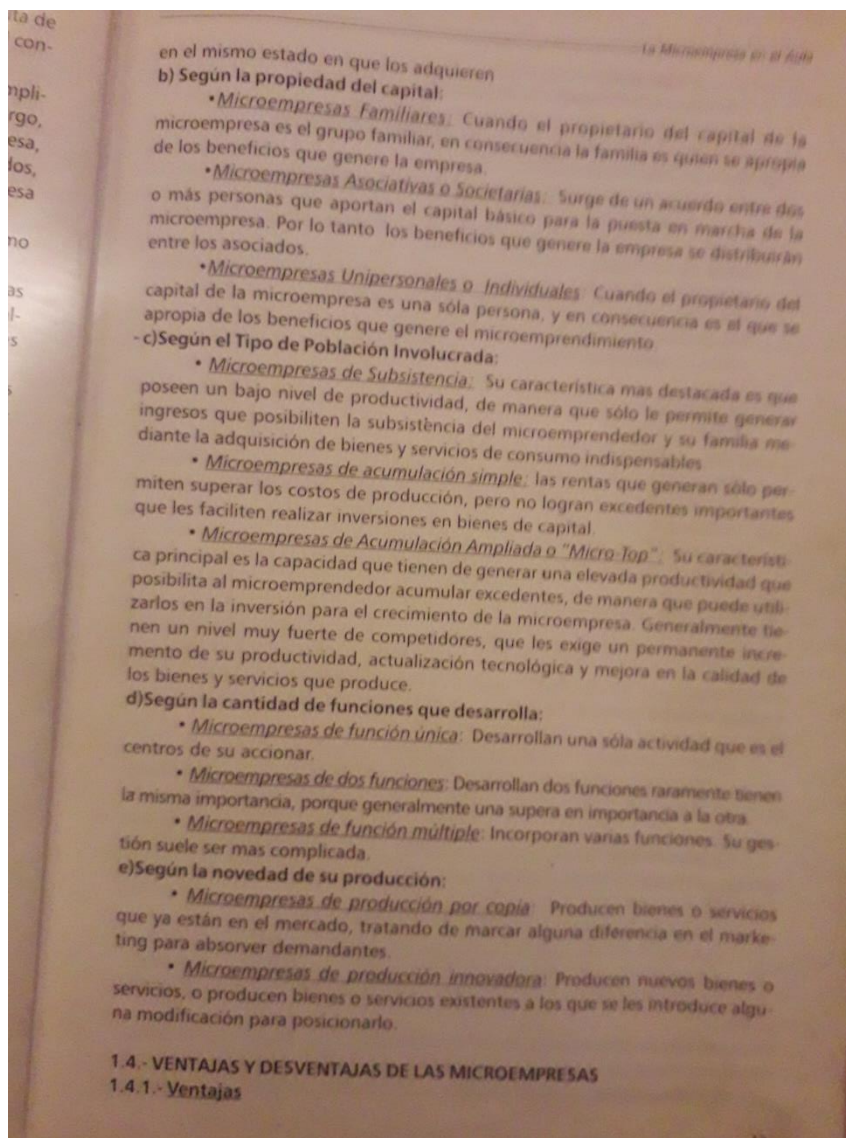 ta de
con-
mpli-
rgo,
esa,
dos,
esa
no
as
l-
s
La Microempresa en el
en el mismo estado en que los adquieren
b) Según la propiedad del capital:
•Microempresas Familiares: Cuando el propietario del capital de la
microempresa es el grupo familiar, en consecuencia la familia es quien se apropia
de los beneficios que genere la empresa.
•Microempresas Asociativas o Societarias: Surge de un acuerdo entre dos
o más personas que aportan el capital básico para la puesta en marcha de la
microempresa. Por lo tanto los beneficios que genere la empresa se distribuirán
entre los asociados.
•Microempresas Unipersonales o Individuales: Cuando el propietario del
capital de la microempresa es una sóla persona, y en consecuencia es el que se
apropia de los beneficios que genere el microemprendimiento.
- c)Según el Tipo de Población Involucrada:
• Microempresas de Subsistencia: Su característica mas destacada es que
poseen un bajo nivel de productividad, de manera que sólo le permite generar
ingresos que posibiliten la subsistència del microemprendedor y su familia me-
diante la adquisición de bienes y servicios de consumo indispensables
• Microempresas de acumulación simple: las rentas que generan sólo per-
miten superar los costos de producción, pero no logran excedentes importantes
que les faciliten realizar inversiones en bienes de capital.
• Microempresas de Acumulación Ampliada o "Micro-Top": Su característi-
ca principal es la capacidad que tienen de generar una elevada productividad que
posibilita al microemprendedor acumular excedentes, de manera que puede utili-
zarlos en la inversión para el crecimiento de la microempresa. Generalmente tie-
nen un nivel muy fuerte de competidores, que les exige un permanente incre-
mento de su productividad, actualización tecnológica y mejora en la calidad de
los bienes y servicios que produce.
d)Según la cantidad de funciones que desarrolla:
• Microempresas de función única: Desarrollan una sóla actividad que es el
centros de su accionar.
• Microempresas de dos funciones: Desarrollan dos funciones raramente tienen
la misma importancia, porque generalmente una supera en importancia a la otra.
• Microempresas de función múltiple: Incorporan varias funciones. Su ges-
tión suele ser mas complicada.
e)Según la novedad de su producción:
• Microempresas de producción por copia: Producen bienes o servicios
que ya están en el mercado, tratando de marcar alguna diferencia en el marke-
ting para absorver demandantes.
• Microempresas de producción innovadora: Producen nuevos bienes o
servicios, o producen bienes o servicios existentes a los que se les introduce algu-
na modificación para posicionarlo.
1.4.- VENTAJAS Y DESVENTAJAS DE LAS MICROEMPRESAS
1.4.1.- Ventajas